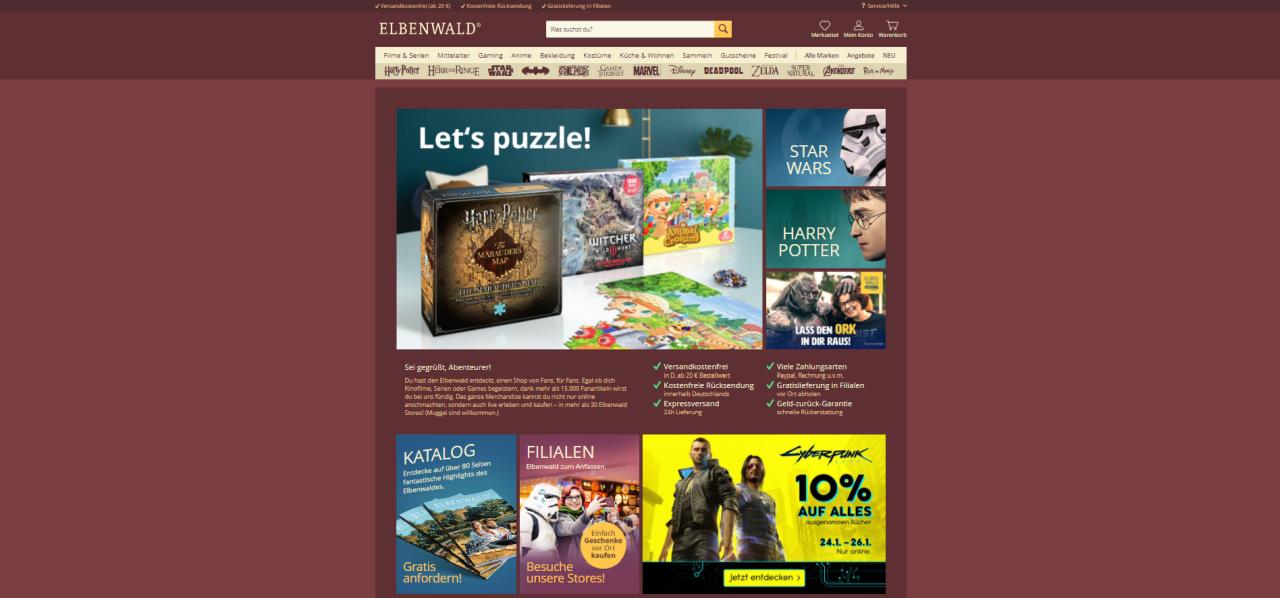 Versandkostenfrei (ab 20 €) Kostenfreie Rücksendung Gratislieferung in Filialen
? Service/Hilfe
ELBENWALD®
Was suchst du?
Merkzettel Mein Konto Warenkorb
Filme & Serien Mittelalter Gaming Anime Bekleidung Kostüme Küche & Wohnen Sammeln Gutscheine Festival Alle Marken Angebote NEU
Harry Potter HERR DER RINGE STAR WARS GAME OF THRONES MARVEL Disney DEADPOOL ZELDA SUPERNATURAL AVENGERS Rick and Morty
Let's puzzle!
Harry Potter
The
MARAUDER'S
MAP
THE MARAUDER'S MAP
THE
WITCHER
WILD HUNT
Animal
Crossing
STAR
WARS
HARRY
POTTER
ELBEN
WALD
LASS DEN ORK
IN DIR RAUS!
Sei gegrüßt, Abenteurer!
Du hast den Elbenwald entdeckt, einen Shop von Fans, für Fans. Egal ob dich
Kinofilme, Serien oder Games begeistern, dank mehr als 15.000 Fanartikeln wirst
du bei uns fündig. Das ganze Merchandise kannst du nicht nur online
anschmachten, sondern auch live erleben und kaufen – in mehr als 30 Elbenwald
Stores! (Muggel sind willkommen.)
Versandkostenfrei
in D, ab 20 € Bestellwert
Kostenfreie Rücksendung
innerhalb Deutschlands
Expressversand
24h Lieferung
Viele Zahlungsarten
Paypal, Rechnung u.v.m.
Gratislieferung in Filialen
vor Ort abholen
Geld-zurück-Garantie
schnelle Rückerstattung
KATALOG
Entdecke auf über 80 Seiten
fantastische Highlights des
Elbenwaldes.
ELBENWALD
Gratis
anfordern!
FILIALEN
Elbenwald zum Anfassen.
Einfach
Geschenke
vor Ort
kaufen
Besuche
unsere Stores!
CYBERPUNK
10%
AUF ALLES
ausgenommen Bücher
24.1. – 26.1.
Nur online.
Jetzt entdecken >